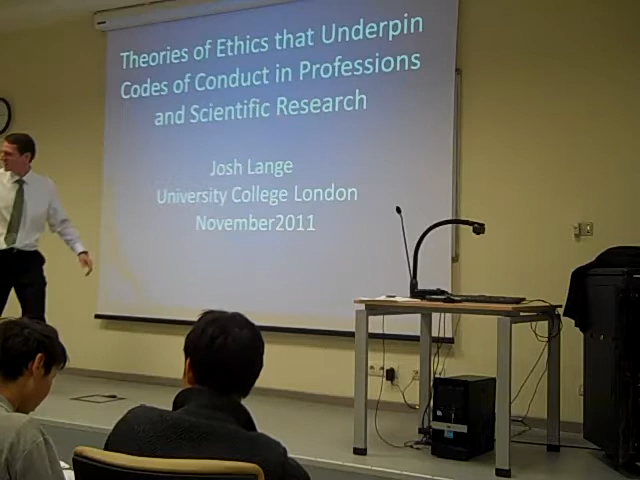 Theories of Ethics that Underpin
Codes of Conduct in Professions
and Scientific Research
Josh Lange
University College London
November2011